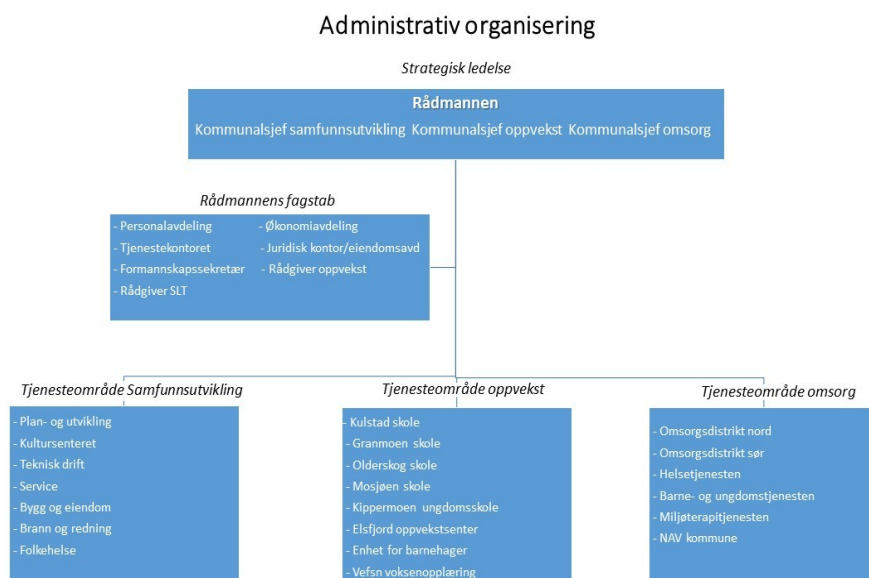 Administrativ organisering
Strategisk ledelse
Rådmannen
Kommunalsjef samfunnsutvikling Kommunalsjef oppvekst Kommunalsjef omsorg
Rådmannens fagstab
- Personalavdeling - Økonomiavdeling
- Tjenestekontoret - Juridisk kontor/eiendomsavd
- Formannskapssekretær - Rådgiver oppvekst
- Rådgiver SLT
Tjenesteområde Samfunnsutvikling
- Plan- og utvikling
- Kultursenteret
- Teknisk drift
- Service
- Bygg og eiendom
- Brann og redning
- Folkehelse
Tjenesteområde oppvekst
- Kulstad skole
- Granmoen skole
- Olderskog skole
- Mosjøen skole
- Kippermoen ungdomsskole
- Elsfjord oppvekstsenter
- Enhet for barnehager
- Vefsn voksenopplæring
Tjenesteområde omsorg
- Omsorgsdistrikt nord
- Omsorgsdistrikt sør
- Helsetjenesten
- Barne- og ungdomstjenesten
- Miljøterapitjenesten
- NAV kommune